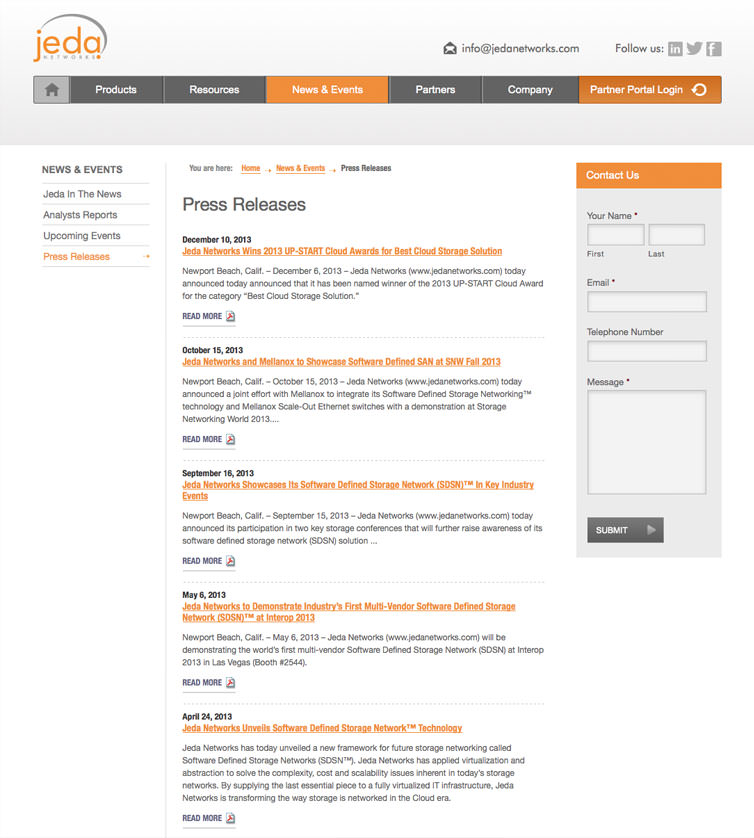 jeda
NETWORKS
info@jedanetworks.com
Follow us:
Products
Resources
News & Events
Partners
Company
Partner Portal Login
NEWS & EVENTS
Jeda In The News
Analysts Reports
Upcoming Events
Press Releases
You are here: Home News & Events Press Releases
Press Releases
December 10, 2013
Jeda Networks Wins 2013 UP-START Cloud Awards for Best Cloud Storage Solution
Newport Beach, Calif. – December 6, 2013 – Jeda Networks (www.jedanetworks.com) today
announced today announced that it has been named winner of the 2013 UP-START Cloud Award
for the category “Best Cloud Storage Solution.”
READ MORE
October 15, 2013
Jeda Networks and Mellanox to Showcase Software Defined SAN at SNW Fall 2013
Newport Beach, Calif. – October 15, 2013 – Jeda Networks (www.jedanetworks.com) today
announced a joint effort with Mellanox to integrate its Software Defined Storage Networking™
technology and Mellanox Scale-Out Ethernet switches with a demonstration at Storage
Networking World 2013....
READ MORE
September 16, 2013
Jeda Networks Showcases Its Software Defined Storage Network (SDSN)™ In Key Industry
Events
Newport Beach, Calif. – September 15, 2013 – Jeda Networks (www.jedanetworks.com) today
announced its participation in two key storage conferences that will further raise awareness of its
software defined storage network (SDSN) solution ...
READ MORE
May 6, 2013
Jeda Networks to Demonstrate Industry’s First Multi-Vendor Software Defined Storage
Network (SDSN)™ at Interop 2013
Newport Beach, Calif. – May 6, 2013 – Jeda Networks (www.jedanetworks.com) will be
demonstrating the world’s first multi-vendor Software Defined Storage Network (SDSN) at Interop
2013 in Las Vegas (Booth #2544).
READ MORE
April 24, 2013
Jeda Networks Unveils Software Defined Storage Network™ Technology
Jeda Networks has today unveiled a new framework for future storage networking called
Software Defined Storage Networks (SDSN™). Jeda Networks has applied virtualization and
abstraction to solve the complexity, cost and scalability issues inherent in today’s storage
networks. By supplying the last essential piece to a fully virtualized IT infrastructure, Jeda
Networks is transforming the way storage is networked in the Cloud era.
READ MORE
Contact Us
Your Name *
First
Last
Email *
Telephone Number
Message *
SUBMIT